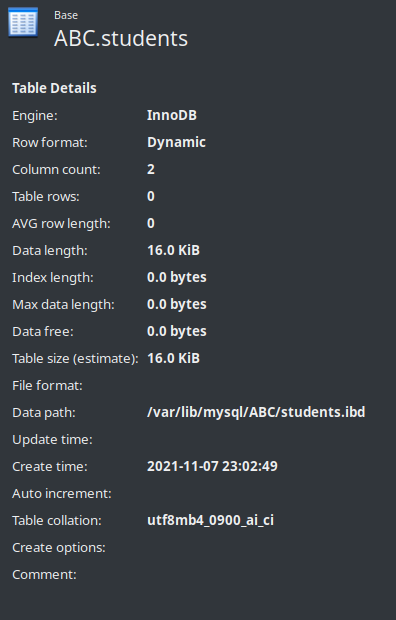 Base
ABC.students
Table Details
Engine: InnoDB
Row format: Dynamic
Column count: 2
Table rows: 0
AVG row length: 0
Data length: 16.0 KiB
Index length: 0.0 bytes
Max data length: 0.0 bytes
Data free: 0.0 bytes
Table size (estimate): 16.0 KiB
File format:
Data path: /var/lib/mysql/ABC/students.ibd
Update time:
Create time: 2021-11-07 23:02:49
Auto increment:
Table collation: utf8mb4_0900_ai_ci
Create options:
Comment: